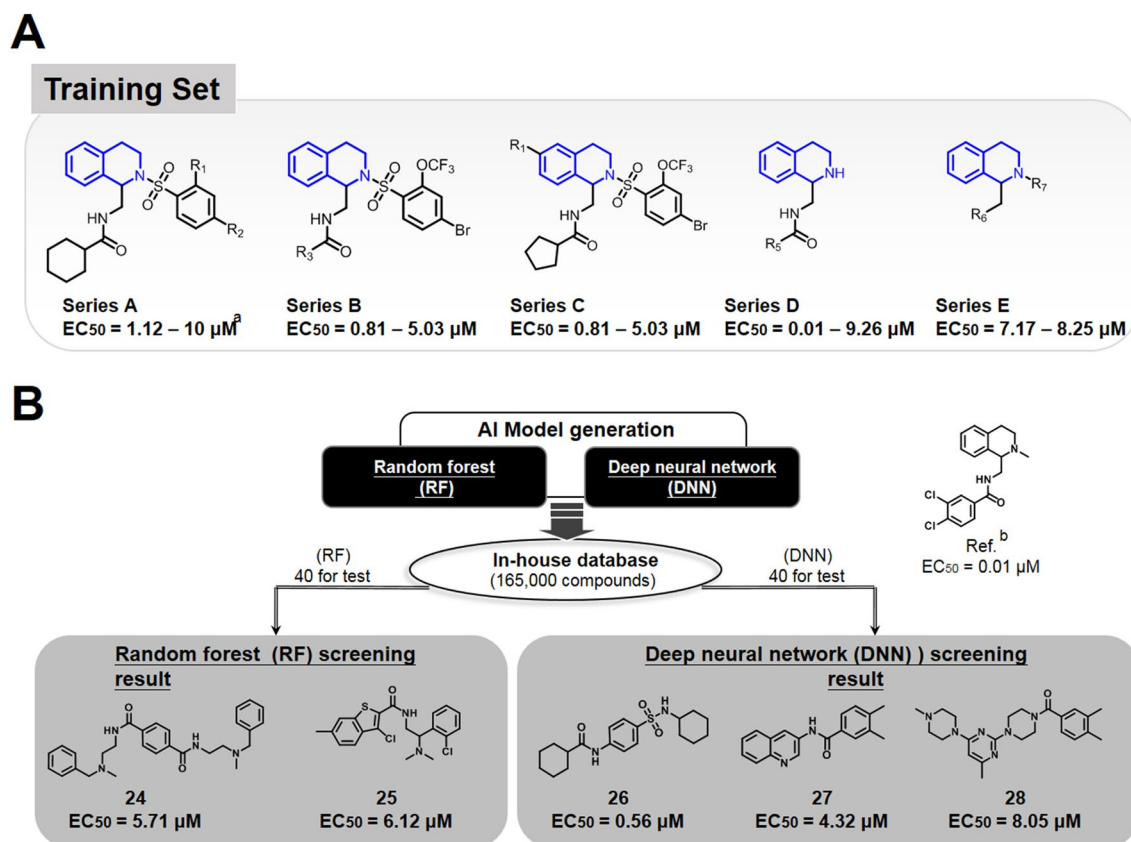 A
Training Set
R1
R2
HN
O
N
S
O
O
OCF3
Br
N
S
O
O
HN
R3
O
R1
OCF3
Br
N
S
O
O
HN
O
NH
HN
R5
O
N
R7
R6
Series A
EC50 = 1.12 – 10 µM a
Series B
EC50 = 0.81 – 5.03 µM
Series C
EC50 = 0.81 – 5.03 µM
Series D
EC50 = 0.01 – 9.26 µM
Series E
EC50 = 7.17 – 8.25 µM
B
AI Model generation
Random forest
(RF)
Deep neural network
(DNN)
In-house database
(165,000 compounds)
(RF)
40 for test
(DNN)
40 for test
N
HN
O
Cl
Cl
Ref. b
EC50 = 0.01 µM
Random forest (RF) screening
result
O
HN
N
O
NH
N
24
EC50 = 5.71 µM
S
O
HN
Cl
N
Cl
25
EC50 = 6.12 µM
Deep neural network (DNN) ) screening
result
O
N
H
S
O
O
H
N
26
EC50 = 0.56 µM
N
H
N
O
27
EC50 = 4.32 µM
N
N
N
N
N
N
O
28
EC50 = 8.05 µM